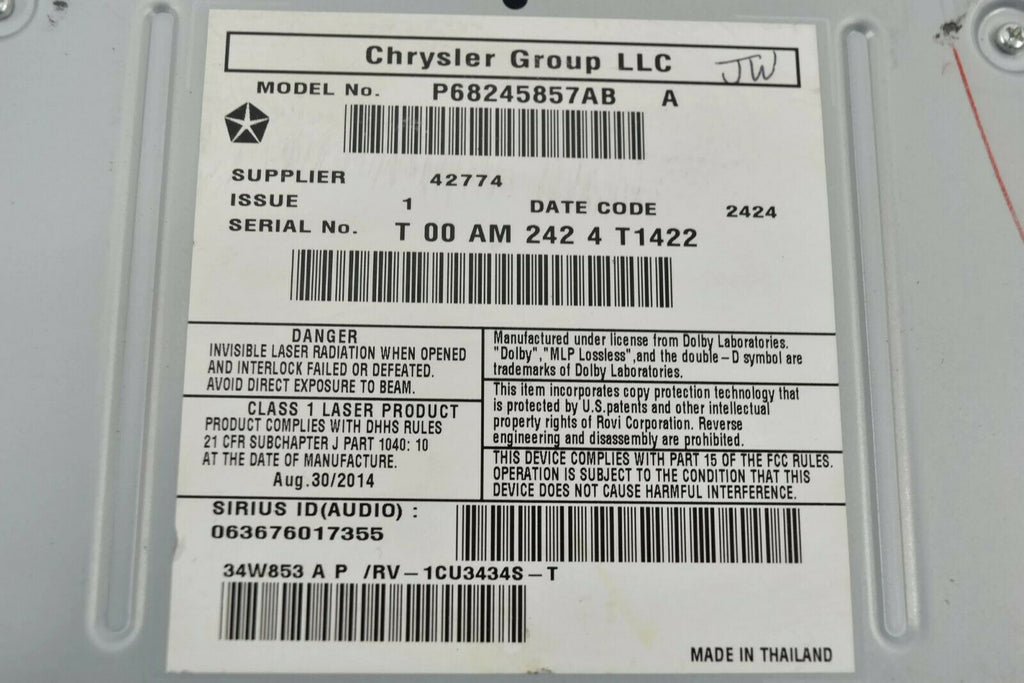 Chrysler Group LLC JW
MODEL No. P68245857AB A
SUPPLIER 42774
ISSUE 1 DATE CODE 2424
SERIAL No. T 00 AM 242 4 T1422
DANGER
INVISIBLE LASER RADIATION WHEN OPENED
AND INTERLOCK FAILED OR DEFEATED.
AVOID DIRECT EXPOSURE TO BEAM.
CLASS 1 LASER PRODUCT
PRODUCT COMPLIES WITH DHHS RULES
21 CFR SUBCHAPTER J PART 1040: 10
AT THE DATE OF MANUFACTURE.
Aug.30/2014
Manufactured under license from Dolby Laboratories.
"Dolby","MLP Lossless",and the double-D symbol are
trademarks of Dolby Laboratories.
This item incorporates copy protection technology that
is protected by U.S.patents and other intellectual
property rights of Rovi Corporation. Reverse
engineering and disassembly are prohibited.
THIS DEVICE COMPLIES WITH PART 15 OF THE FCC RULES.
OPERATION IS SUBJECT TO THE CONDITION THAT THIS
DEVICE DOES NOT CAUSE HARMFUL INTERFERENCE.
SIRIUS ID(AUDIO) :
063676017355
34W853 A P /RV-1CU3434S-T
MADE IN THAILAND